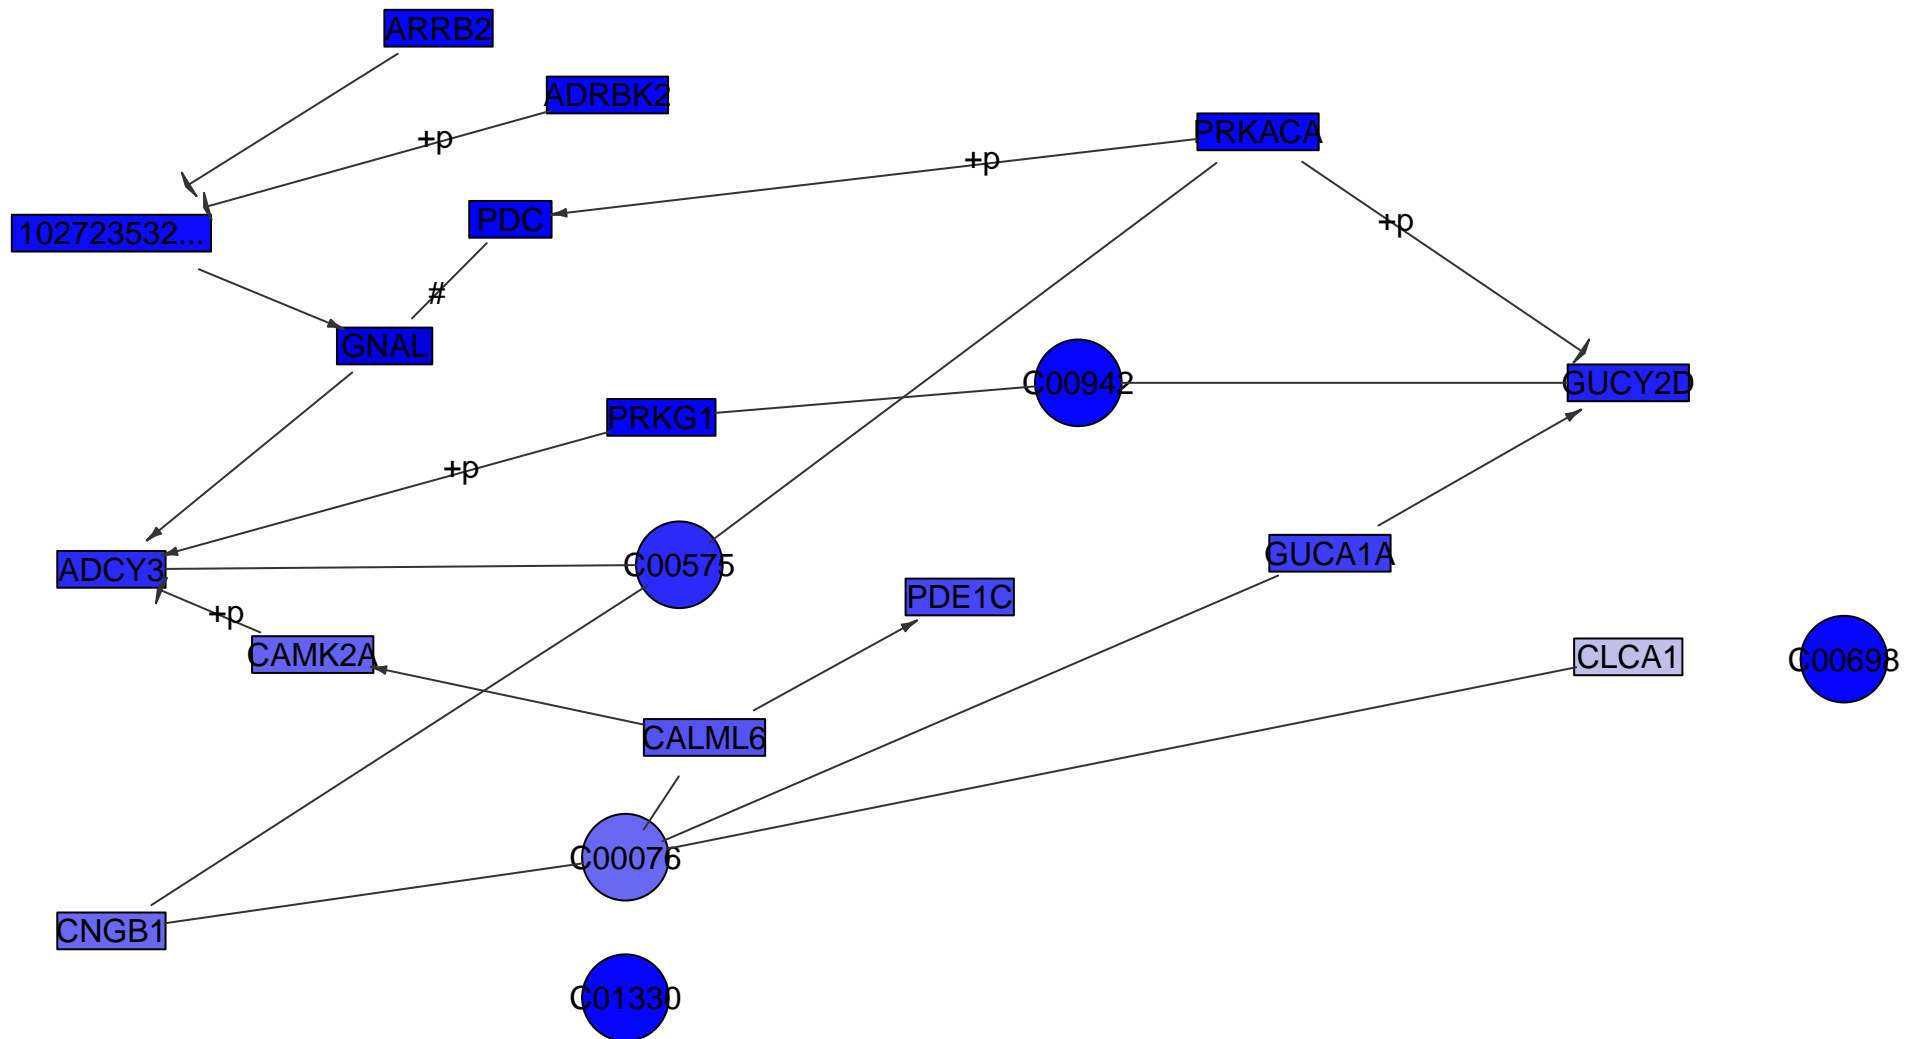 ARRB2
ADRBK2
PRKACA
+p
+p
PDC
+p
102723532...
#
GNAL
C00942
GUCY2D
PRKG1
+p
ADCY3
C00575
GUCA1A
PDE1C
+p
CAMK2A
CLCA1
C00698
CALML6
C00076
CNGB1
C01330